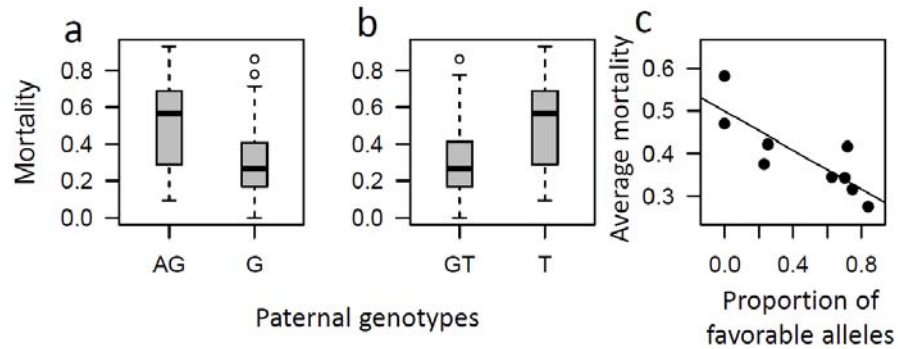 a
Mortality
0.8
0.6
0.4
0.2
0.0
AG G
b
0.8
0.6
0.4
0.2
0.0
GT T
Paternal genotypes
c
Average mortality
0.6
0.5
0.4
0.3
0.0 0.4 0.8
Proportion of
favorable alleles